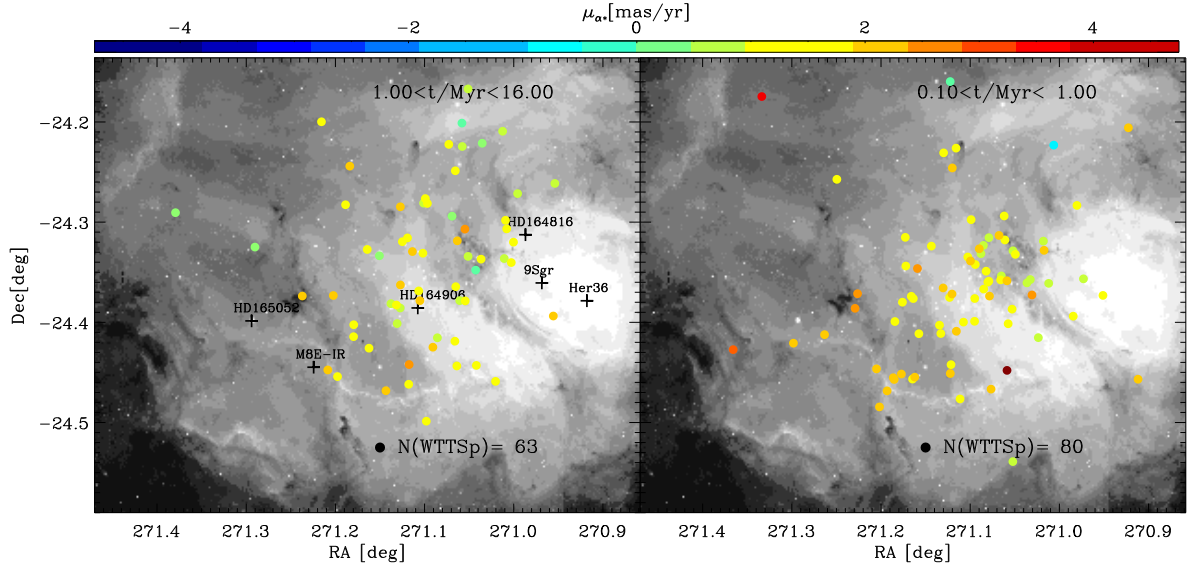 μα*[mas/yr]
−4 −2 0 2 4
1.00<t/Myr<16.00
0.10<t/Myr< 1.00
−24.2
−24.3
−24.4
−24.5
Dec[deg]
HD164816
9Sgr
Her36
HD164906
HD165052
M8E−IR
N(WTTSp)= 63
N(WTTSp)= 80
271.4 271.3 271.2 271.1 271.0 270.9
271.4 271.3 271.2 271.1 271.0 270.9
RA [deg]
RA [deg]